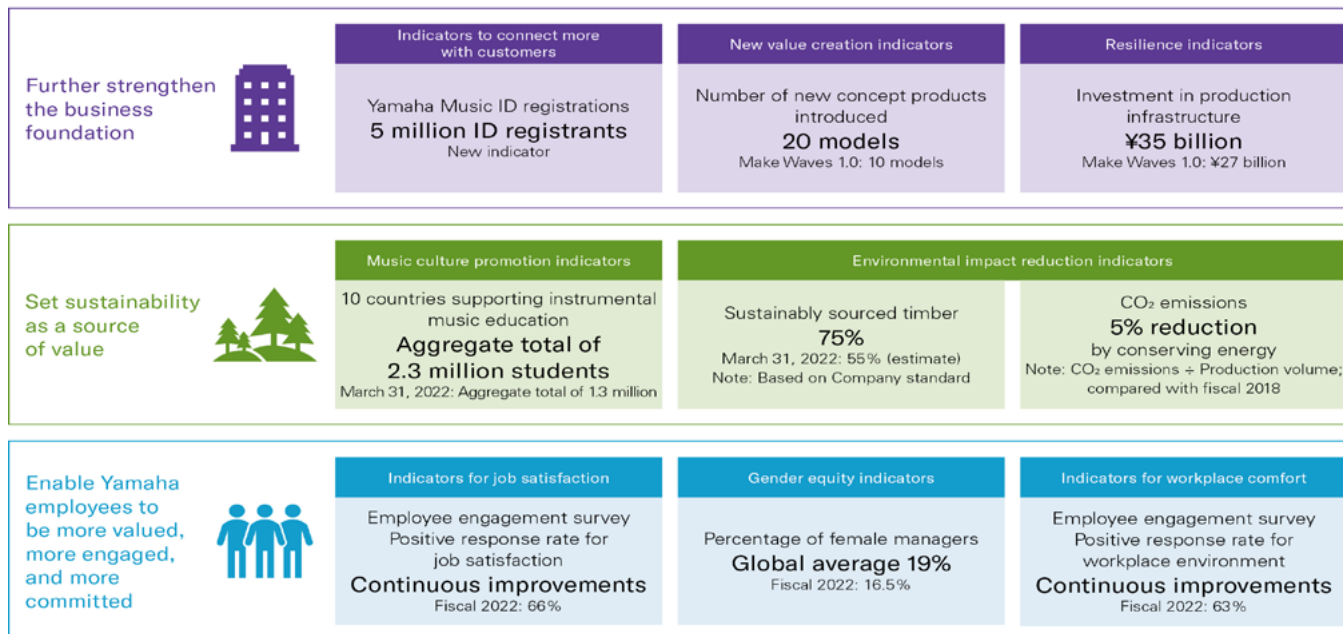 Further strengthen
the business
foundation
Indicators to connect more
with customers
Yamaha Music ID registrations
5 million ID registrants
New indicator
New value creation indicators
Number of new concept products
introduced
20 models
Make Waves 1.0: 10 models
Resilience indicators
Investment in production
infrastructure
¥35 billion
Make Waves 1.0: ¥27 billion
Set sustainability
as a source
of value
Music culture promotion indicators
10 countries supporting instrumental
music education
Aggregate total of
2.3 million students
March 31, 2022: Aggregate total of 1.3 million
Environmental impact reduction indicators
Sustainably sourced timber
75%
March 31, 2022: 55% (estimate)
Note: Based on Company standard
CO₂ emissions
5% reduction
by conserving energy
Note: CO₂ emissions ÷ Production volume;
compared with fiscal 2018
Enable Yamaha
employees to
be more valued,
more engaged,
and more
committed
Indicators for job satisfaction
Employee engagement survey
Positive response rate for
job satisfaction
Continuous improvements
Fiscal 2022: 66%
Gender equity indicators
Percentage of female managers
Global average 19%
Fiscal 2022: 16.5%
Indicators for workplace comfort
Employee engagement survey
Positive response rate for
workplace environment
Continuous improvements
Fiscal 2022: 63%